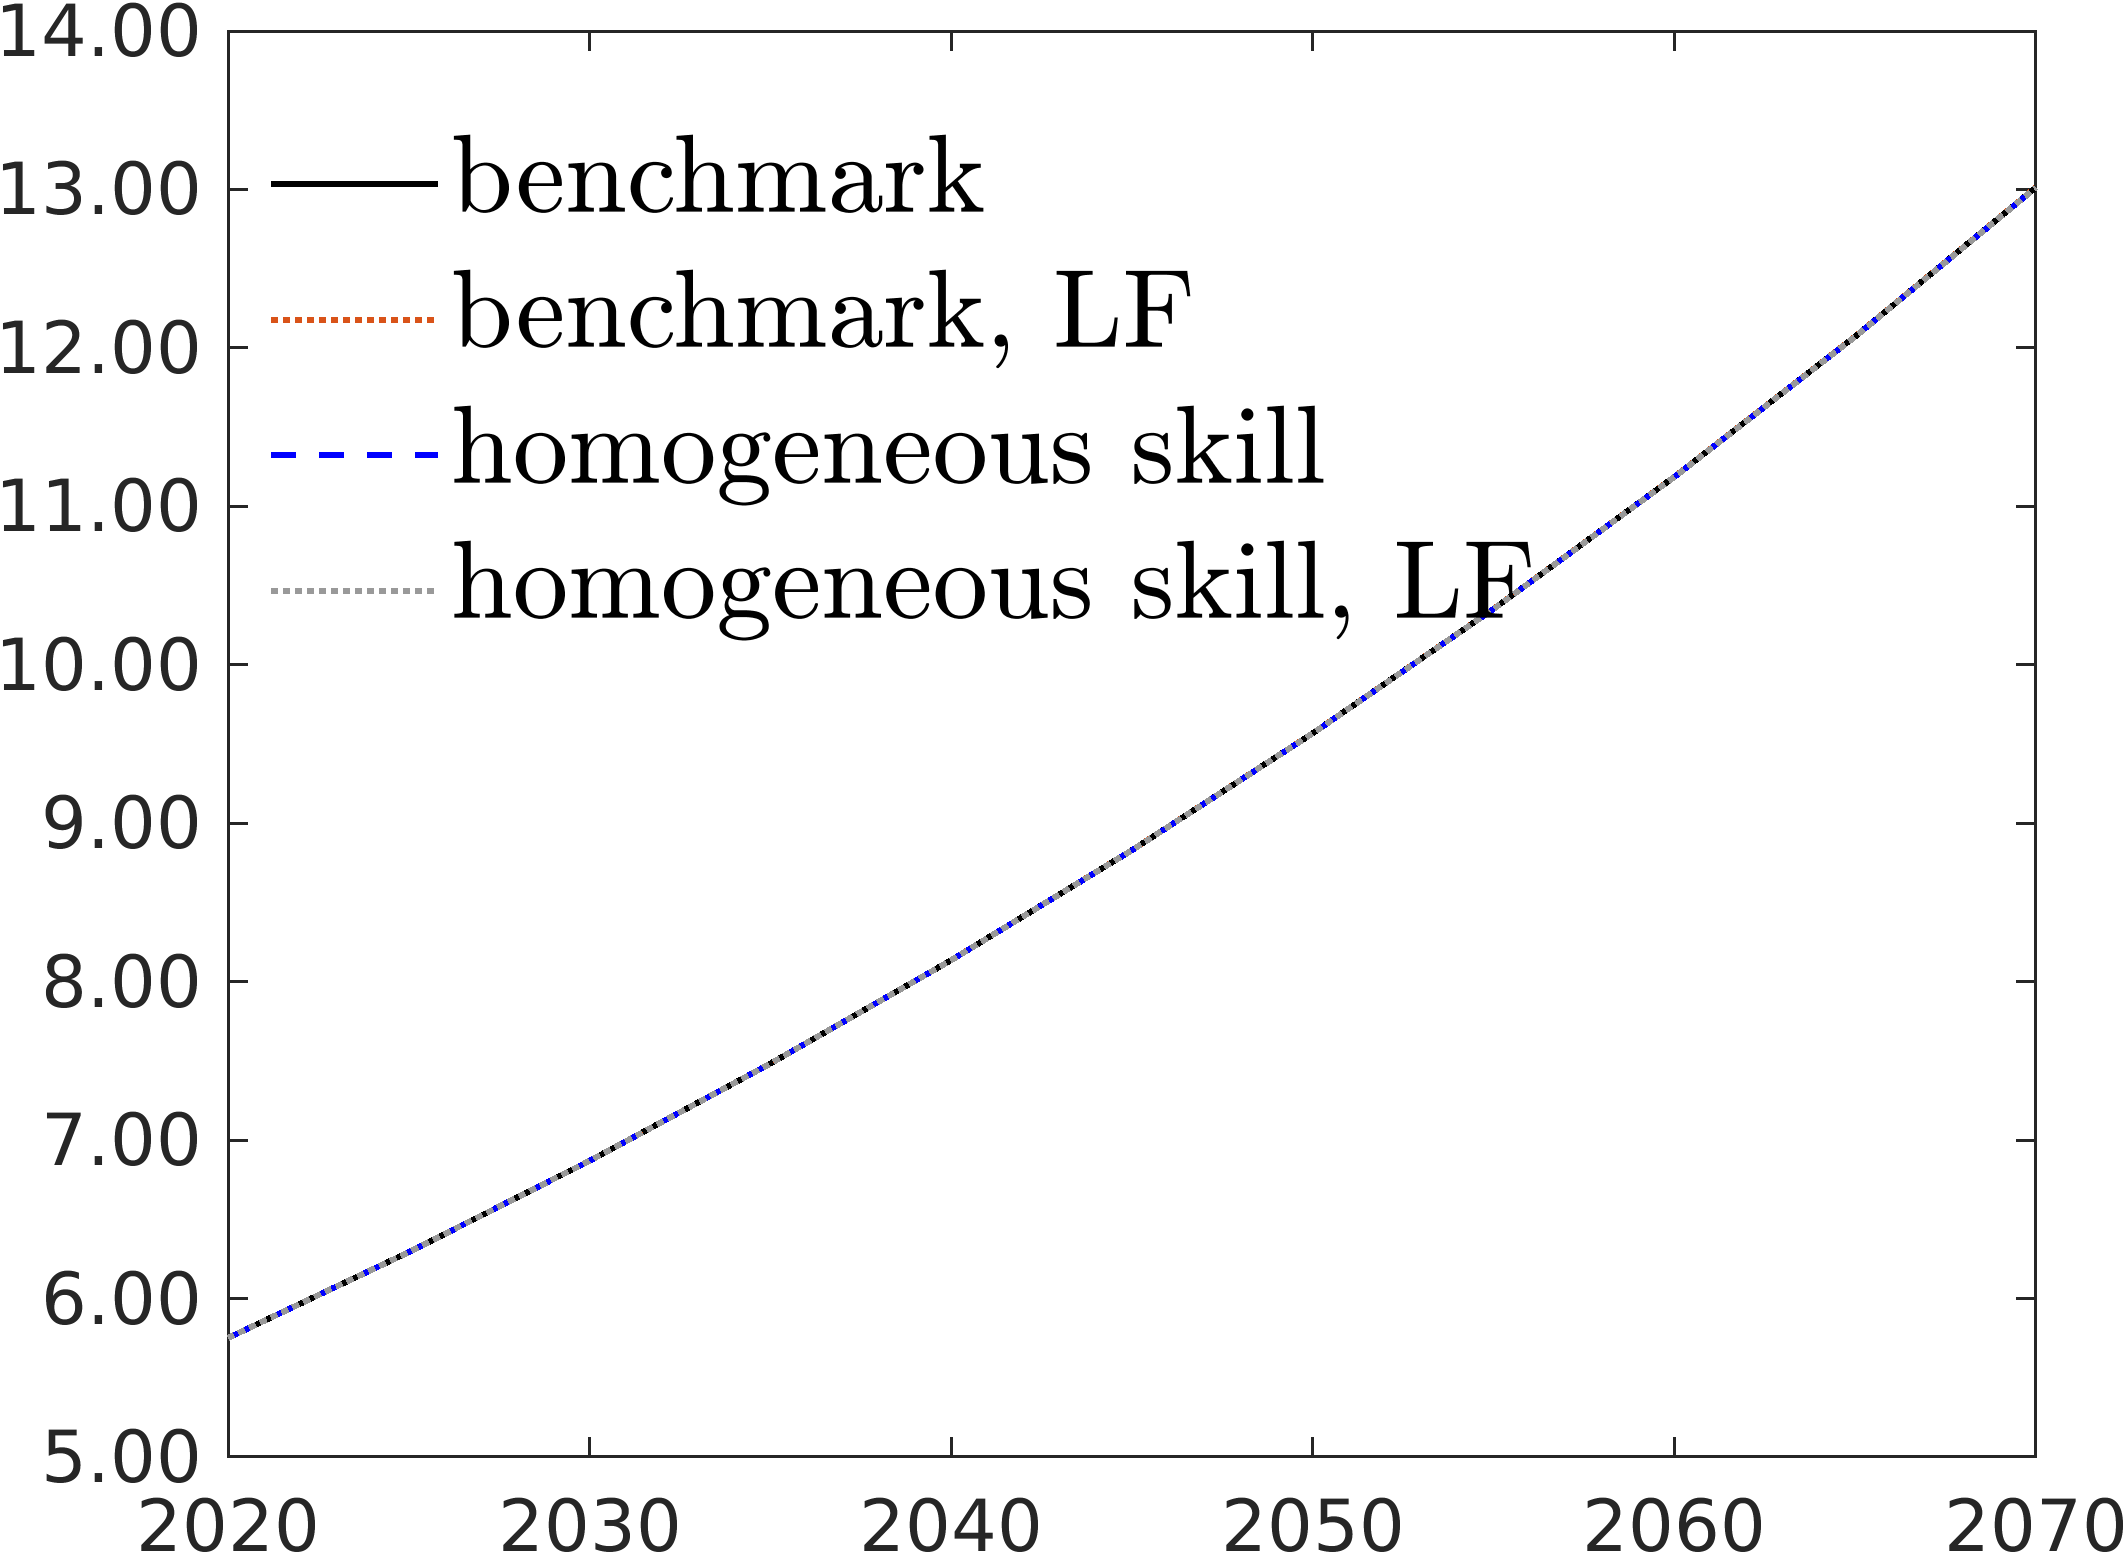 14.00
13.00
12.00
11.00
10.00
9.00
8.00
7.00
6.00
5.00
benchmark
benchmark, LF
homogeneous skill
homogeneous skill, LF
2020 2030 2040 2050 2060 2070